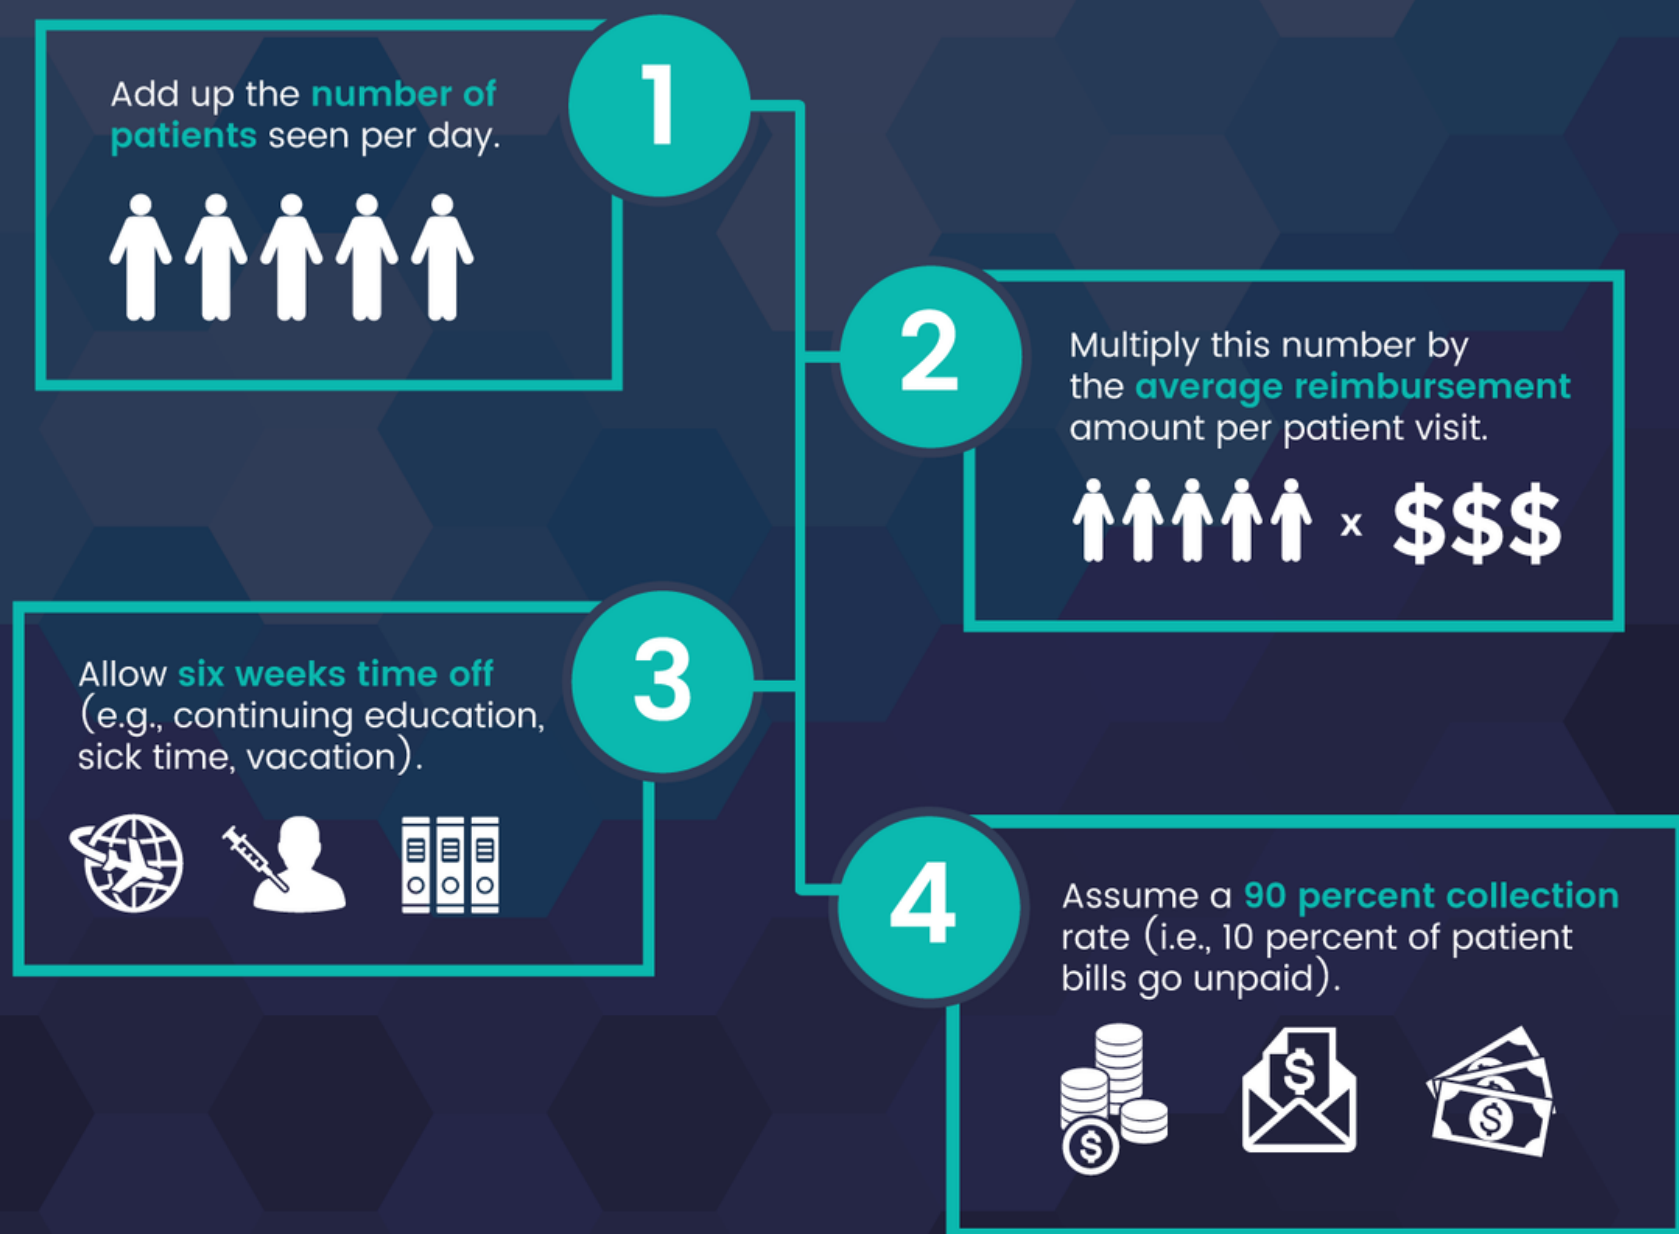 1
Add up the number of
patients seen per day.
2
Multiply this number by
the average reimbursement
amount per patient visit.
x $$$
3
Allow six weeks time off
(e.g., continuing education,
sick time, vacation).
4
Assume a 90 percent collection
rate (i.e., 10 percent of patient
bills go unpaid).
$
$
$